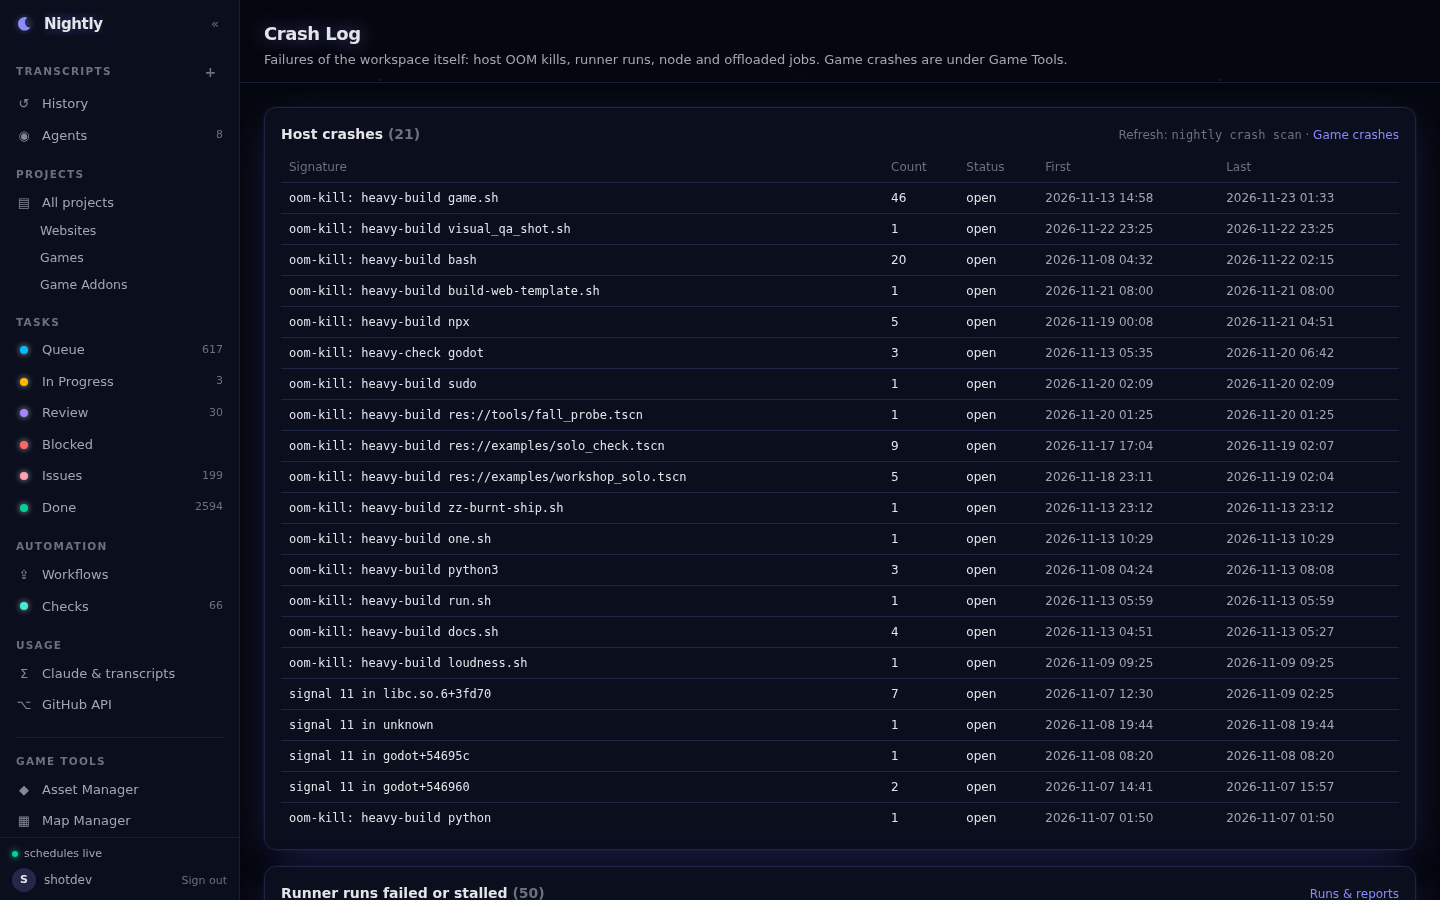 Nightly «
TRANSCRIPTS +
↺ History
◉ Agents 8
PROJECTS
▤ All projects
Websites
Games
Game Addons
TASKS
Queue 617
In Progress 3
Review 30
Blocked
Issues 199
Done 2594
AUTOMATION
⇪ Workflows
Checks 66
USAGE
Σ Claude & transcripts
⌥ GitHub API
GAME TOOLS
◆ Asset Manager
▦ Map Manager
schedules live
S shotdev Sign out
Crash Log
Failures of the workspace itself: host OOM kills, runner runs, node and offloaded jobs. Game crashes are under Game Tools.
Host crashes (21) Refresh: nightly crash scan · Game crashes
Signature Count Status First Last
oom-kill: heavy-build game.sh 46 open 2026-11-13 14:58 2026-11-23 01:33
oom-kill: heavy-build visual_qa_shot.sh 1 open 2026-11-22 23:25 2026-11-22 23:25
oom-kill: heavy-build bash 20 open 2026-11-08 04:32 2026-11-22 02:15
oom-kill: heavy-build build-web-template.sh 1 open 2026-11-21 08:00 2026-11-21 08:00
oom-kill: heavy-build npx 5 open 2026-11-19 00:08 2026-11-21 04:51
oom-kill: heavy-check godot 3 open 2026-11-13 05:35 2026-11-20 06:42
oom-kill: heavy-build sudo 1 open 2026-11-20 02:09 2026-11-20 02:09
oom-kill: heavy-build res://tools/fall_probe.tscn 1 open 2026-11-20 01:25 2026-11-20 01:25
oom-kill: heavy-build res://examples/solo_check.tscn 9 open 2026-11-17 17:04 2026-11-19 02:07
oom-kill: heavy-build res://examples/workshop_solo.tscn 5 open 2026-11-18 23:11 2026-11-19 02:04
oom-kill: heavy-build zz-burnt-ship.sh 1 open 2026-11-13 23:12 2026-11-13 23:12
oom-kill: heavy-build one.sh 1 open 2026-11-13 10:29 2026-11-13 10:29
oom-kill: heavy-build python3 3 open 2026-11-08 04:24 2026-11-13 08:08
oom-kill: heavy-build run.sh 1 open 2026-11-13 05:59 2026-11-13 05:59
oom-kill: heavy-build docs.sh 4 open 2026-11-13 04:51 2026-11-13 05:27
oom-kill: heavy-build loudness.sh 1 open 2026-11-09 09:25 2026-11-09 09:25
signal 11 in libc.so.6+3fd70 7 open 2026-11-07 12:30 2026-11-09 02:25
signal 11 in unknown 1 open 2026-11-08 19:44 2026-11-08 19:44
signal 11 in godot+54695c 1 open 2026-11-08 08:20 2026-11-08 08:20
signal 11 in godot+546960 2 open 2026-11-07 14:41 2026-11-07 15:57
oom-kill: heavy-build python 1 open 2026-11-07 01:50 2026-11-07 01:50
Runner runs failed or stalled (50) Runs & reports